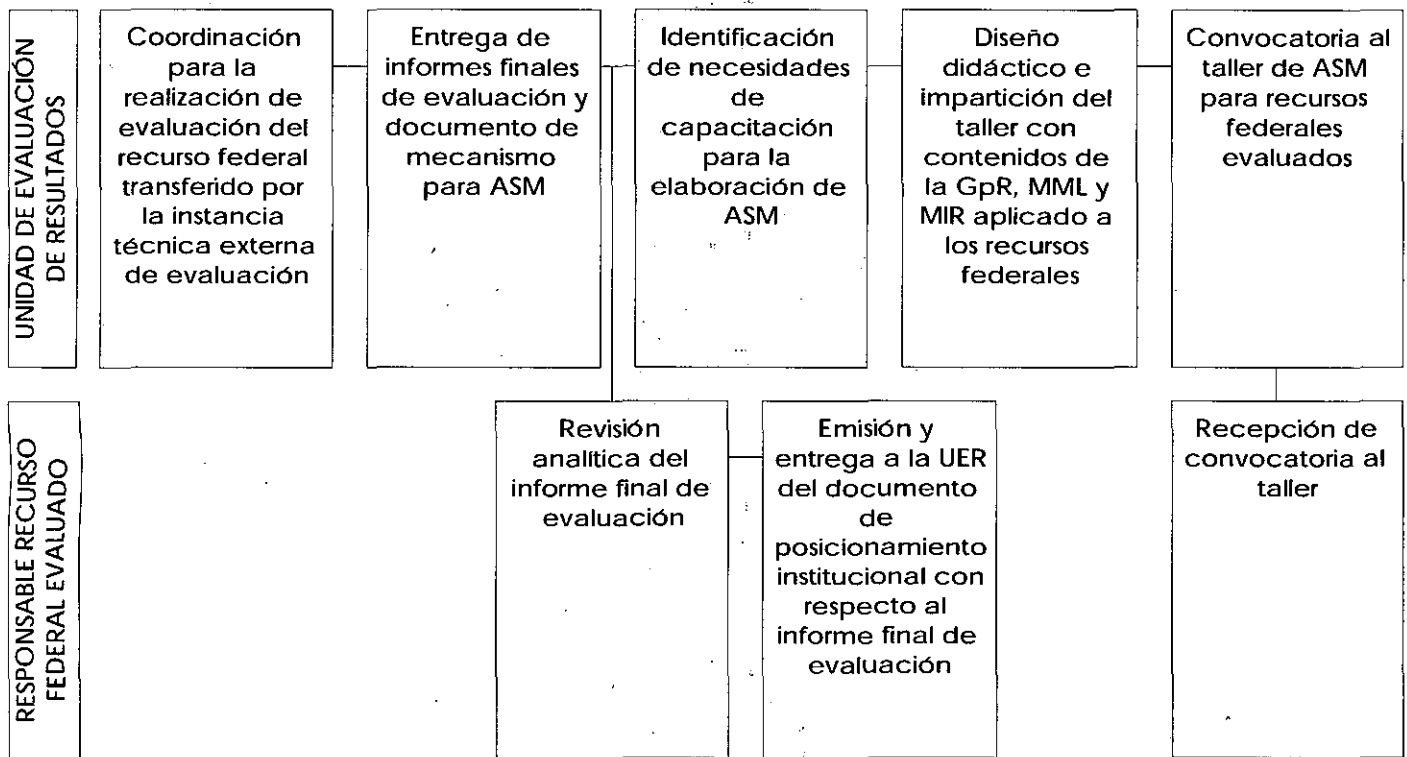 UNIDAD DE EVALUACIÓN
DE RESULTADOS
Coordinación
para la
realización de
evaluación del
recurso federal
transferido por
la instancia
técnica externa
de evaluación
Entrega de
informes finales
de evaluación y
documento de
mecanismo
para ASM
Identificación
de necesidades
de
capacitación
para la
elaboración de
ASM
Diseño
didáctico e
impartición del
taller con
contenidos de
la GpR, MML y
MIR aplicado a
los recursos
federales
Convocatoria al
taller de ASM
para recursos
federales
evaluados
RESPONSABLE RECURSO
FEDERAL EVALUADO
Revisión
analítica del
informe final de
evaluación
Emisión y
entrega a la UER
del documento
de
posicionamiento
institucional con
respecto al
informe final de
evaluación
Recepción de
convocatoria al
taller